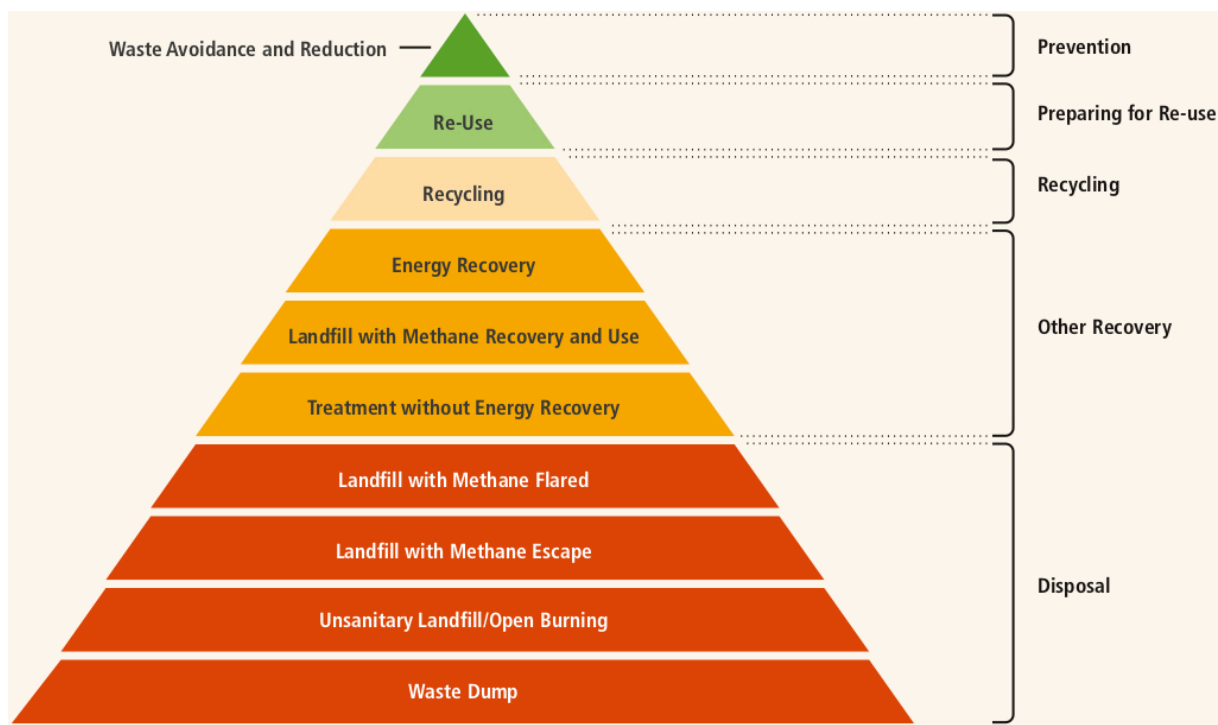 Waste Avoidance and Reduction
Prevention
Re-Use
Preparing for Re-use
Recycling
Recycling
Energy Recovery
Landfill with Methane Recovery and Use
Other Recovery
Treatment without Energy Recovery
Landfill with Methane Flared
Landfill with Methane Escape
Disposal
Unsanitary Landfill/Open Burning
Waste Dump